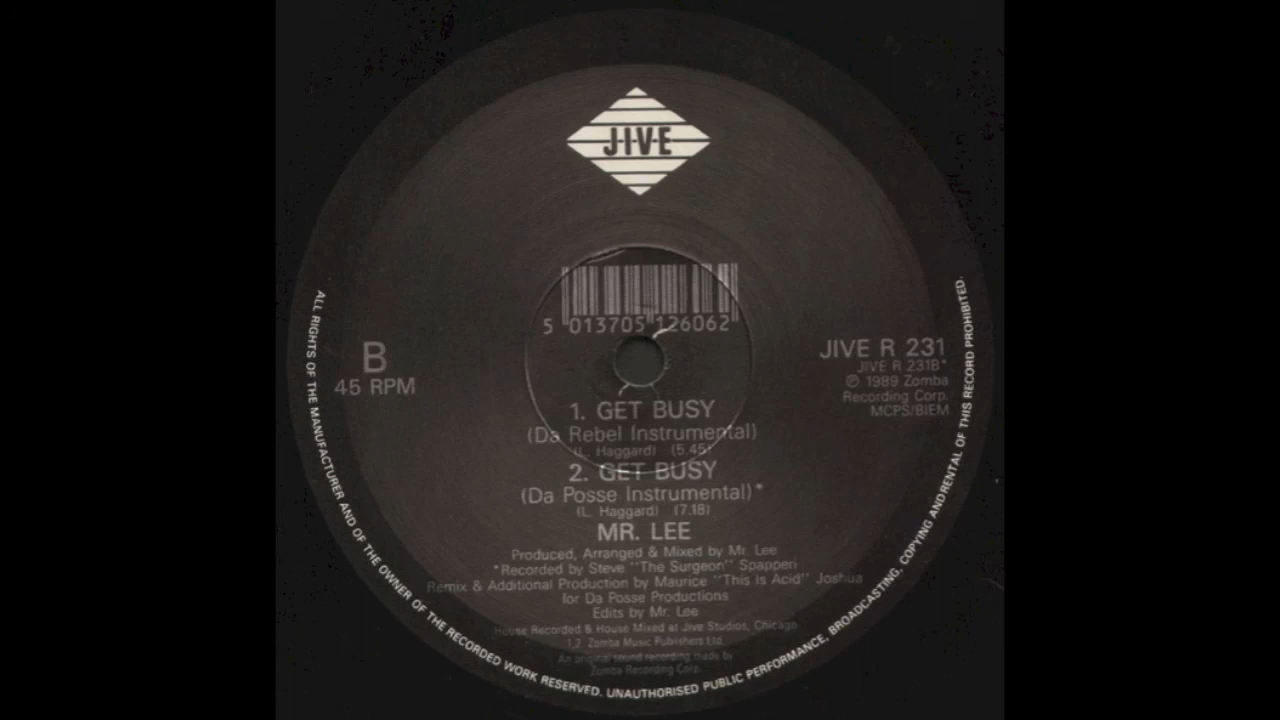 JIVE
5 013705 126062
B
45 RPM
JIVE R 231
JIVE R 231B*
℗ 1989 Zomba
Recording Corp.
MCPS/BIEM
1. GET BUSY
(Da Rebel Instrumental)
(L. Haggard) (5.45)
2. GET BUSY
(Da Posse Instrumental)*
(L. Haggard) (7.18)
MR. LEE
Produced, Arranged & Mixed by Mr. Lee
*Recorded by Steve "The Surgeon" Spapperi
Remix & Additional Production by Maurice "This Is Acid" Joshua
for Da Posse Productions
Edits by Mr. Lee
House Recorded & House Mixed at Jive Studios, Chicago
1,2. Zomba Music Publishers Ltd.
An original sound recording made by
Zomba Recording Corp.
ALL RIGHTS OF THE MANUFACTURER AND OF THE OWNER OF THE RECORDED WORK RESERVED. UNAUTHORISED PUBLIC PERFORMANCE, BROADCASTING, COPYING AND RENTAL OF THIS RECORD PROHIBITED.